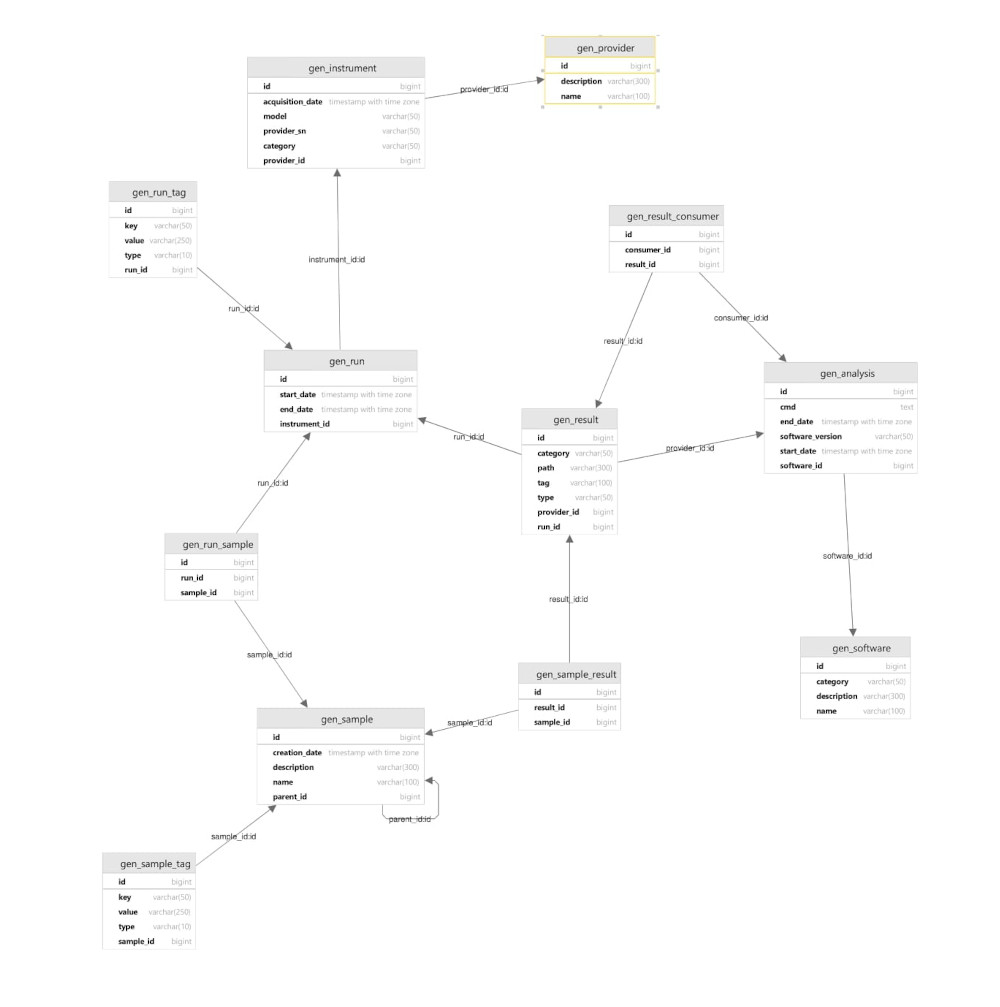 gen_provider
id bigint
description varchar(300)
name varchar(100)
gen_instrument
id bigint
acquisition_date timestamp with time zone
model varchar(50)
provider_sn varchar(50)
category varchar(50)
provider_id bigint
provider_id:id
gen_run_tag
id bigint
key varchar(50)
value varchar(250)
type varchar(10)
run_id bigint
instrument_id:id
run_id:id
gen_result_consumer
id bigint
consumer_id bigint
result_id bigint
consumer_id:id
result_id:id
gen_run
id bigint
start_date timestamp with time zone
end_date timestamp with time zone
instrument_id bigint
gen_analysis
id bigint
cmd text
end_date timestamp with time zone
software_version varchar(50)
start_date timestamp with time zone
software_id bigint
gen_result
id bigint
category varchar(50)
path varchar(300)
tag varchar(100)
type varchar(50)
provider_id bigint
run_id bigint
run_id:id
provider_id:id
run_id:id
gen_run_sample
id bigint
run_id bigint
sample_id bigint
software_id:id
result_id:id
sample_id:id
gen_software
id bigint
category varchar(50)
description varchar(300)
name varchar(100)
gen_sample_result
id bigint
result_id bigint
sample_id bigint
sample_id:id
gen_sample
id bigint
creation_date timestamp with time zone
description varchar(300)
name varchar(100)
parent_id bigint
parent_id:id
sample_id:id
gen_sample_tag
id bigint
key varchar(50)
value varchar(250)
type varchar(10)
sample_id bigint